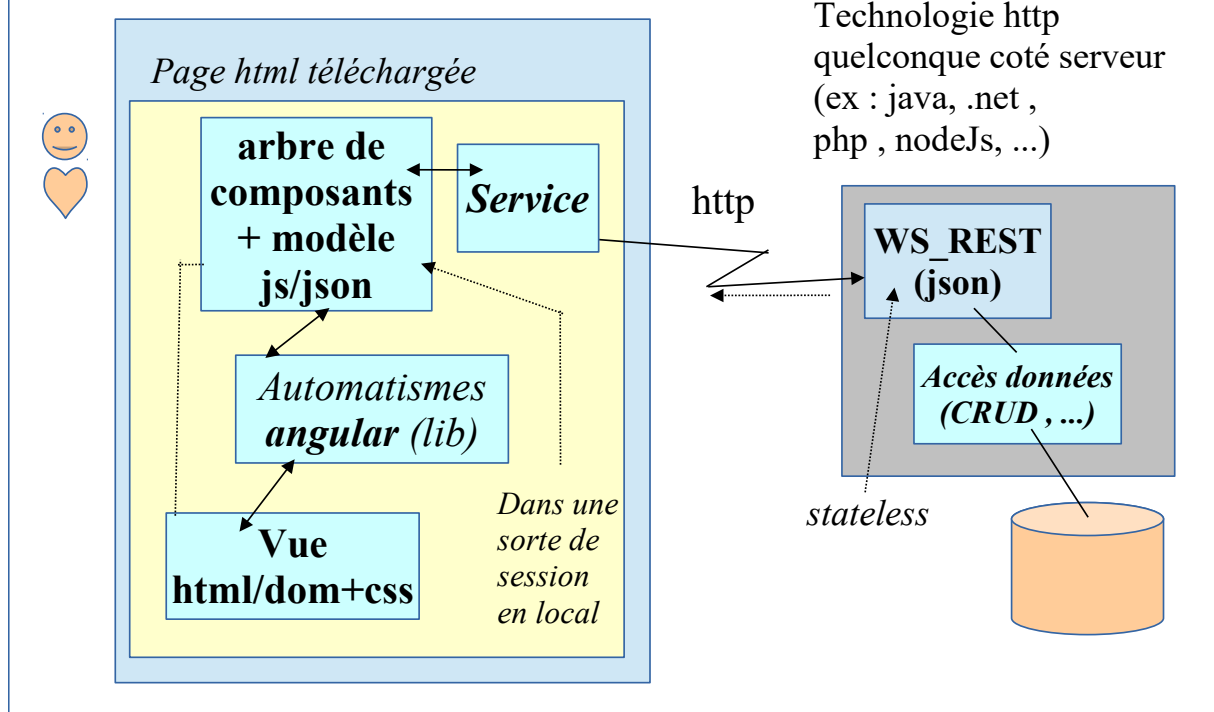 Technologie http
quelconque coté serveur
(ex : java, .net ,
php , nodeJs, ...)
Page html téléchargée
arbre de
composants
+ modèle
js/json
Service
http
WS_REST
(json)
Automatismes
angular (lib)
Accès données
(CRUD , ...)
Dans une
sorte de
session
en local
stateless
Vue
html/dom+css